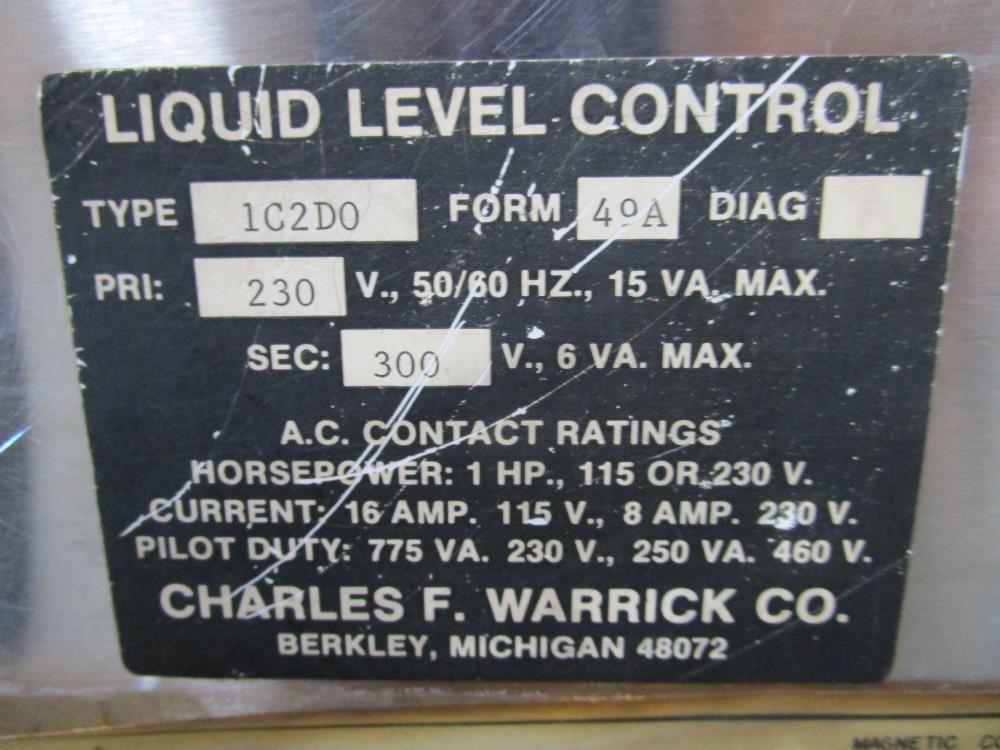 LIQUID LEVEL CONTROL
TYPE 1C2D0 FORM 49A DIAG
PRI: 230 V., 50/60 HZ., 15 VA. MAX.
SEC: 300 V., 6 VA. MAX.
A.C. CONTACT RATINGS
HORSEPOWER: 1 HP., 115 OR 230 V.
CURRENT: 16 AMP. 115 V., 8 AMP. 230 V.
PILOT DUTY: 775 VA. 230 V., 250 VA. 460 V.
CHARLES F. WARRICK CO.
BERKLEY, MICHIGAN 48072
MAGNETIC